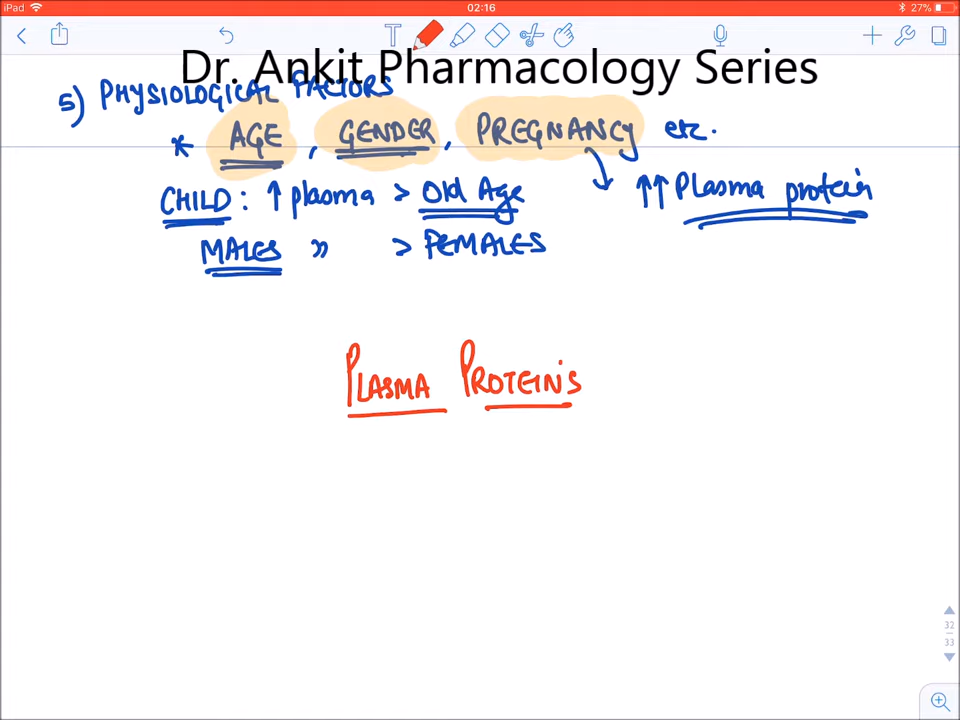 iPad 02:16 27%
Dr. Ankit Pharmacology Series
5) PHYSIOLOGICAL FACTORS
* AGE, GENDER, PREGNANCY etc.
CHILD : ↑ plasma > Old Age ↑↑ Plasma protein
MALES " > FEMALES
PLASMA PROTEINS
32
33